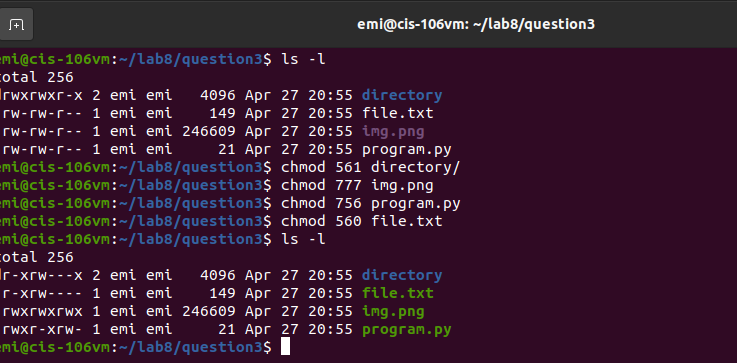 emi@cis-106vm: ~/lab8/question3
emi@cis-106vm:~/lab8/question3$ ls -l
total 256
drwxrwxr-x 2 emi emi   4096 Apr 27 20:55 directory
-rw-rw-r-- 1 emi emi    149 Apr 27 20:55 file.txt
-rw-rw-r-- 1 emi emi 246609 Apr 27 20:55 img.png
-rw-rw-r-- 1 emi emi     21 Apr 27 20:55 program.py
emi@cis-106vm:~/lab8/question3$ chmod 561 directory/
emi@cis-106vm:~/lab8/question3$ chmod 777 img.png
emi@cis-106vm:~/lab8/question3$ chmod 756 program.py
emi@cis-106vm:~/lab8/question3$ chmod 560 file.txt
emi@cis-106vm:~/lab8/question3$ ls -l
total 256
dr-xrw---x 2 emi emi   4096 Apr 27 20:55 directory
-r-xrw---- 1 emi emi    149 Apr 27 20:55 file.txt
-rwxrwxrwx 1 emi emi 246609 Apr 27 20:55 img.png
-rwxr-xrw- 1 emi emi     21 Apr 27 20:55 program.py
emi@cis-106vm:~/lab8/question3$